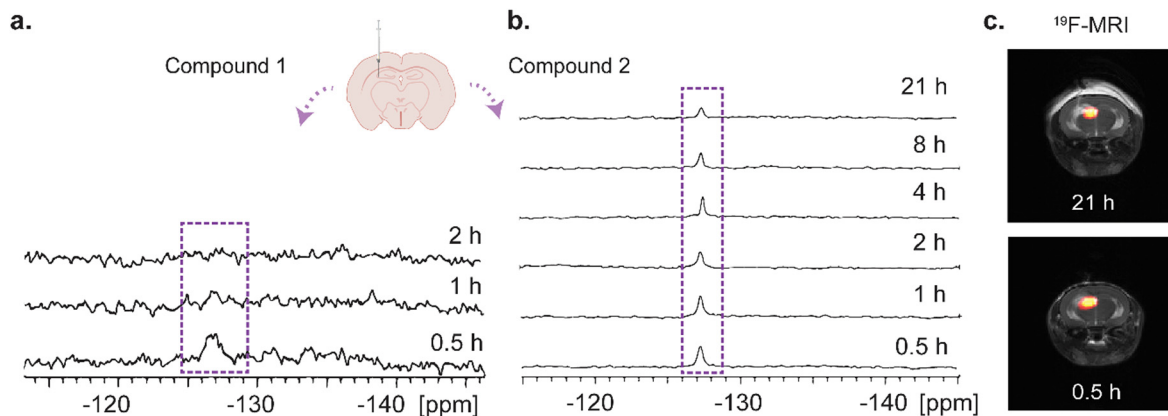 a.
Compound 1
2 h
1 h
0.5 h
-120 -130 -140 [ppm]
b.
Compound 2
21 h
8 h
4 h
2 h
1 h
0.5 h
-120 -130 -140 [ppm]
c.
¹⁹F-MRI
21 h
0.5 h